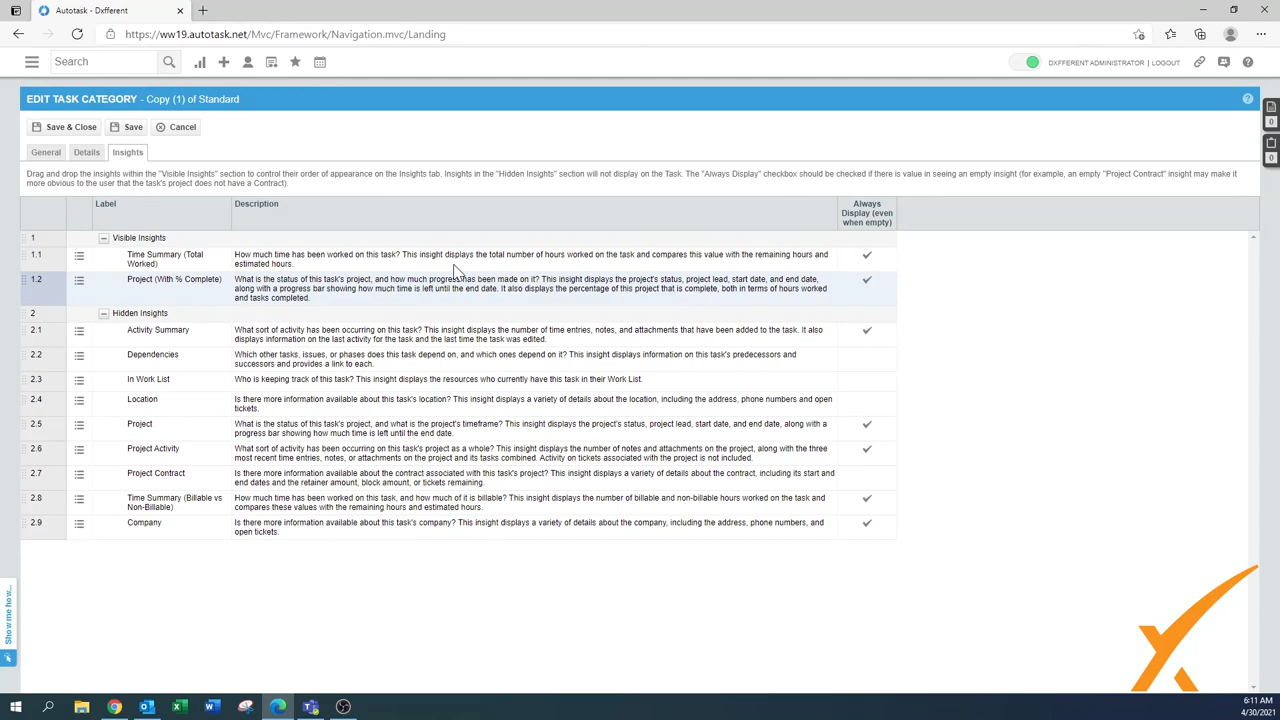 Autotask - Dxfferent
https://ww19.autotask.net/Mvc/Framework/Navigation.mvc/Landing
Search
DXFFERENT ADMINISTRATOR | LOGOUT
EDIT TASK CATEGORY - Copy (1) of Standard
Save & Close
Save
Cancel
0
0
General
Details
Insights
Drag and drop the insights within the "Visible Insights" section to control their order of appearance on the Insights tab. Insights in the "Hidden Insights" section will not display on the Task. The "Always Display" checkbox should be checked if there is value in seeing an empty insight (for example, an empty "Project Contract" insight may make it
more obvious to the user that the task's project does not have a Contract).
Label
Description
Always
Display (even
when empty)
1
Visible Insights
1.1
Time Summary (Total
Worked)
How much time has been worked on this task? This insight displays the total number of hours worked on the task and compares this value with the remaining hours and
estimated hours.
1.2
Project (With % Complete)
What is the status of this task's project, and how much progress has been made on it? This insight displays the project's status, project lead, start date, and end date,
along with a progress bar showing how much time is left until the end date. It also displays the percentage of this project that is complete, both in terms of hours worked
and tasks completed.
2
Hidden Insights
2.1
Activity Summary
What sort of activity has been occurring on this task? This insight displays the number of time entries, notes, and attachments that have been added to the task. It also
displays information on the last activity for the task and the last time the task was edited.
2.2
Dependencies
Which other tasks, issues, or phases does this task depend on, and which ones depend on it? This insight displays information on this task's predecessors and
successors and provides a link to each.
2.3
In Work List
Who is keeping track of this task? This insight displays the resources who currently have this task in their Work List.
2.4
Location
Is there more information available about this task's location? This insight displays a variety of details about the location, including the address, phone numbers and open
tickets.
2.5
Project
What is the status of this task's project, and what is the project's timeframe? This insight displays the project's status, project lead, start date, and end date, along with a
progress bar showing how much time is left until the end date.
2.6
Project Activity
What sort of activity has been occurring on this task's project as a whole? This insight displays the number of notes and attachments on the project, along with the three
most recent time entries, notes, or attachments on the project and its tasks combined. Activity on tickets associated with the project is not included.
2.7
Project Contract
Is there more information available about the contract associated with this task's project? This insight displays a variety of details about the contract, including its start and
end dates and the retainer amount, block amount, or tickets remaining.
2.8
Time Summary (Billable vs
Non-Billable)
How much time has been worked on this task, and how much of it is billable? This insight displays the number of billable and non-billable hours worked on the task and
compares these values with the remaining hours and estimated hours.
2.9
Company
Is there more information available about this task's company? This insight displays a variety of details about the company, including the address, phone numbers, and
open tickets.
Show me how...
6:11 AM
4/30/2021